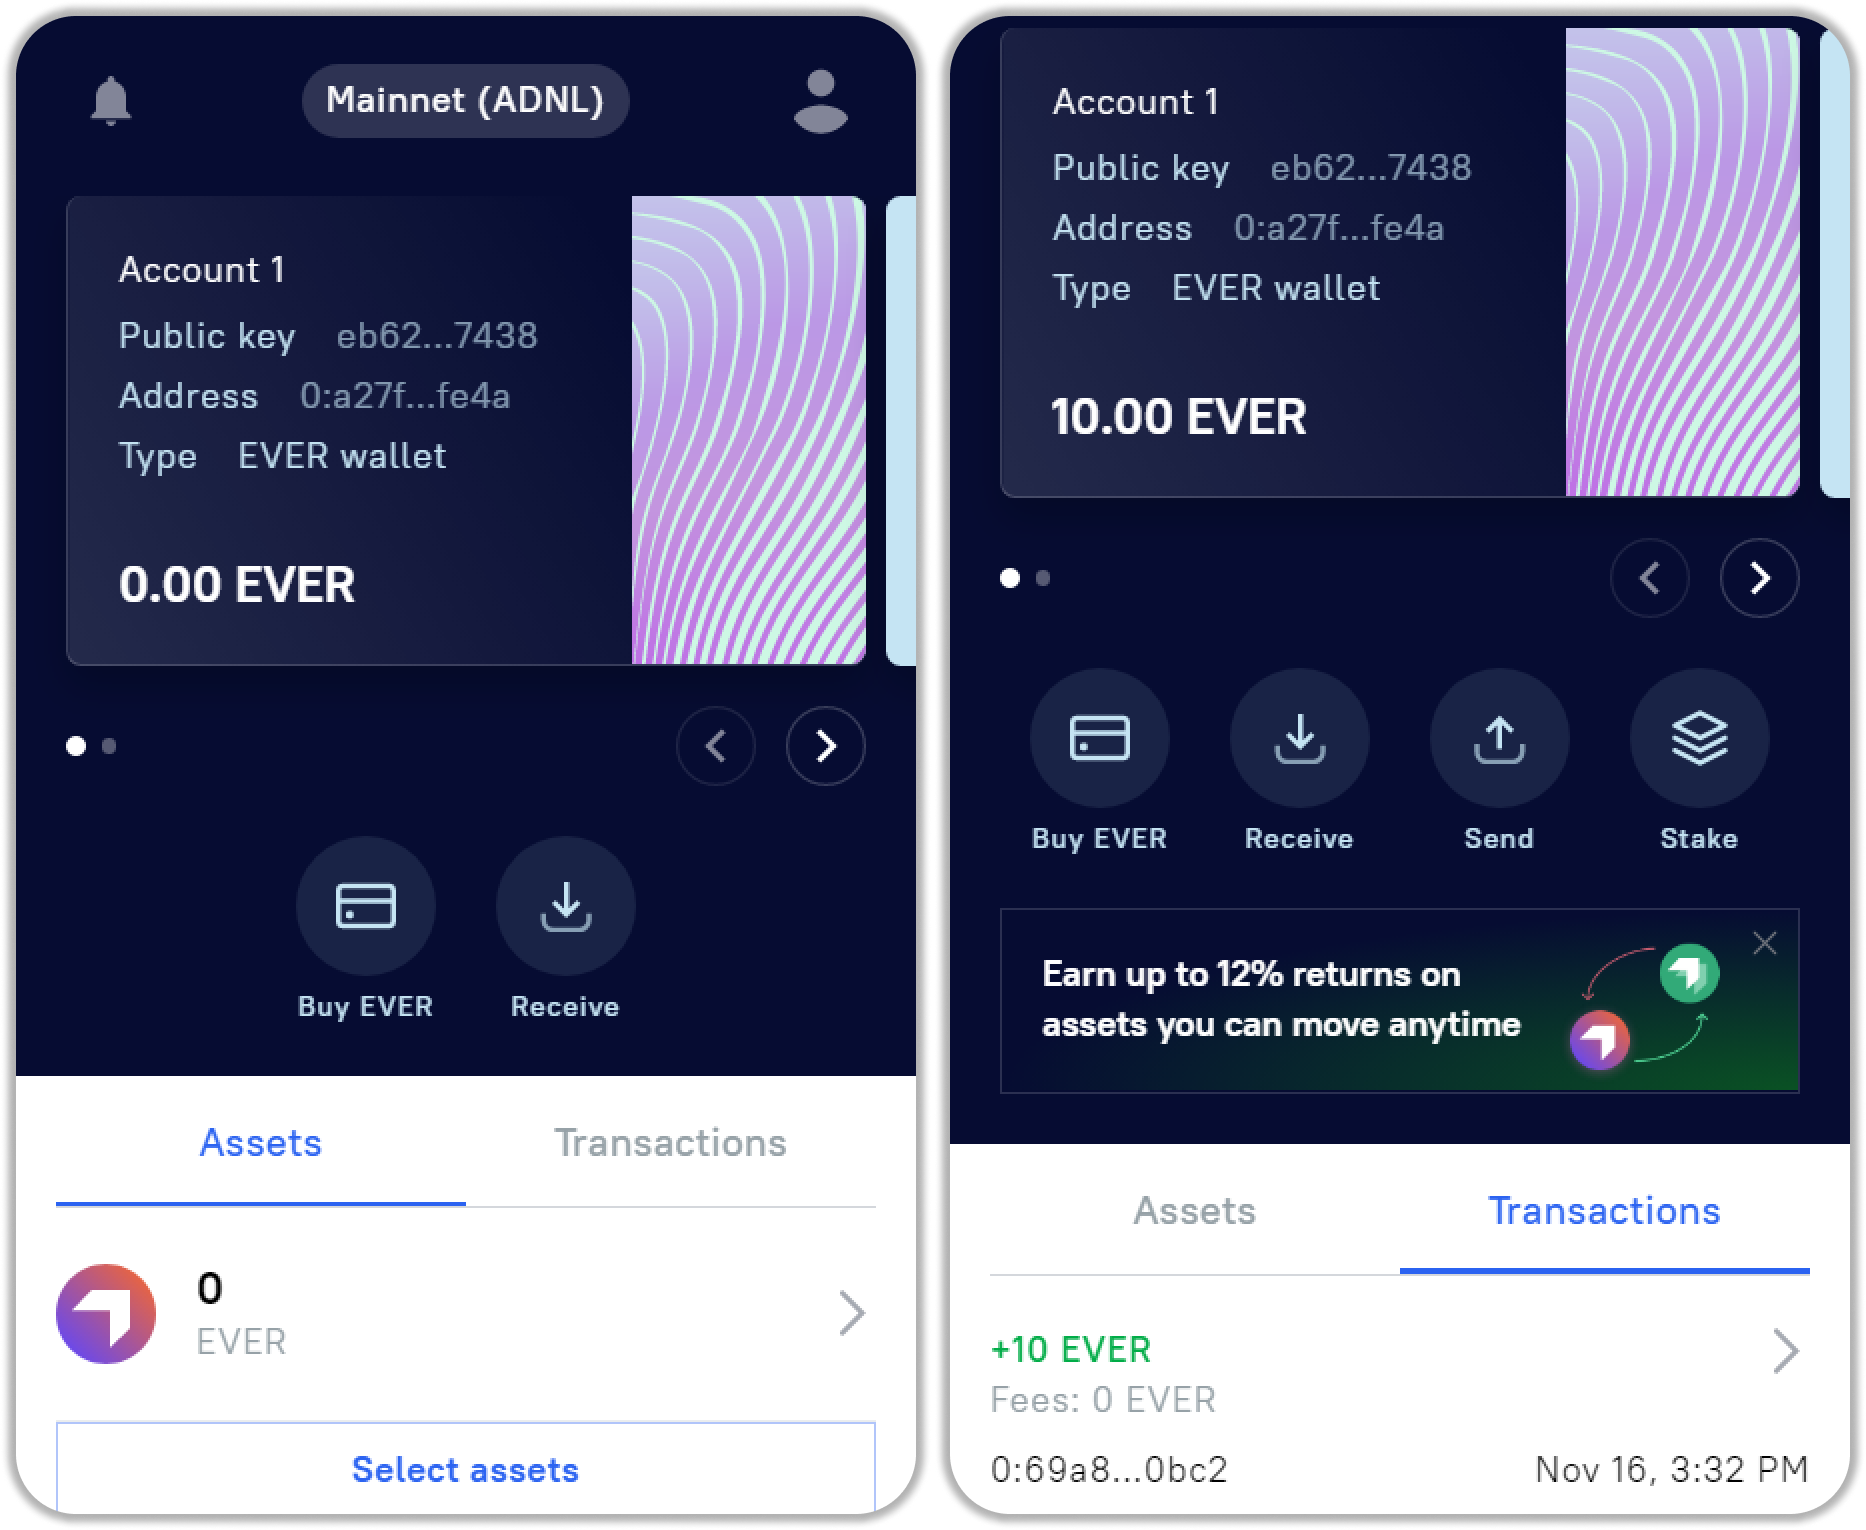 Mainnet (ADNL)
Account 1
Public key eb62...7438
Address 0:a27f...fe4a
Type EVER wallet
0.00 EVER
Buy EVER Receive
Assets Transactions
0
EVER
Select assets
Account 1
Public key eb62...7438
Address 0:a27f...fe4a
Type EVER wallet
10.00 EVER
Buy EVER Receive Send Stake
Earn up to 12% returns on
assets you can move anytime
Assets Transactions
+10 EVER
Fees: 0 EVER
0:69a8...0bc2 Nov 16, 3:32 PM